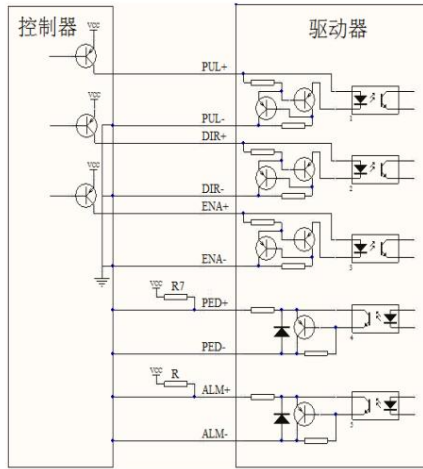 控制器
驱动器
VCC
PUL+
VCC
PUL-
DIR+
1
VCC
DIR-
ENA+
2
ENA-
3
VCC
R7
PED+
4
PED-
VCC
R
ALM+
5
ALM-